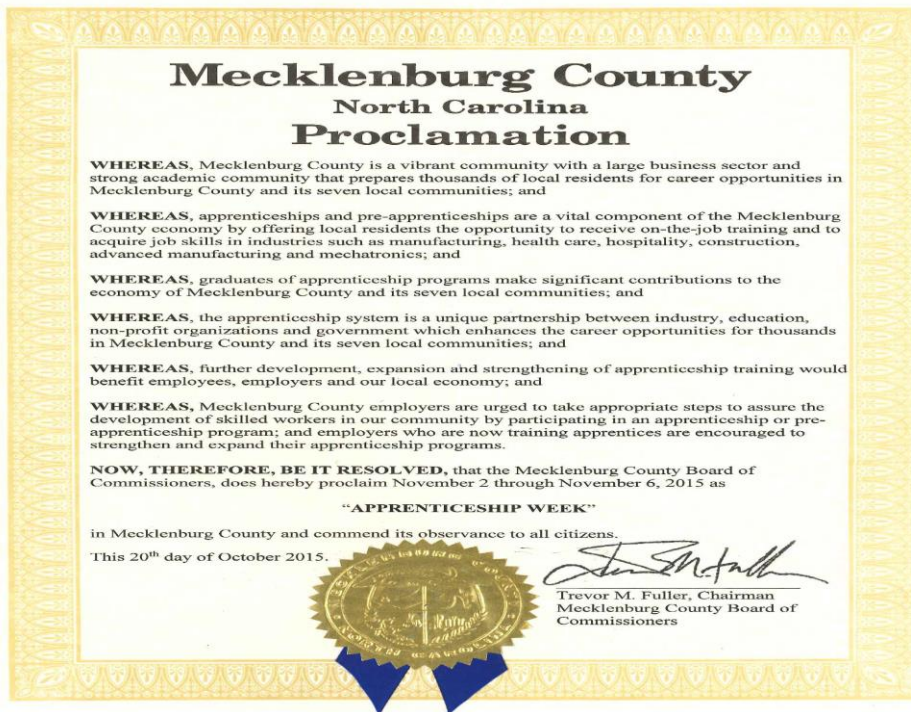 Mecklenburg County
North Carolina
Proclamation
WHEREAS, Mecklenburg County is a vibrant community with a large business sector and
strong academic community that prepares thousands of local residents for career opportunities in
Mecklenburg County and its seven local communities; and
WHEREAS, apprenticeships and pre-apprenticeships are a vital component of the Mecklenburg
County economy by offering local residents the opportunity to receive on-the-job training and to
acquire job skills in industries such as manufacturing, health care, hospitality, construction,
advanced manufacturing and mechatronics; and
WHEREAS, graduates of apprenticeship programs make significant contributions to the
economy of Mecklenburg County and its seven local communities; and
WHEREAS, the apprenticeship system is a unique partnership between industry, education,
non-profit organizations and government which enhances the career opportunities for thousands
in Mecklenburg County and its seven local communities; and
WHEREAS, further development, expansion and strengthening of apprenticeship training would
benefit employees, employers and our local economy; and
WHEREAS, Mecklenburg County employers are urged to take appropriate steps to assure the
development of skilled workers in our community by participating in an apprenticeship or pre-
apprenticeship program; and employers who are now training apprentices are encouraged to
strengthen and expand their apprenticeship programs.
NOW, THEREFORE, BE IT RESOLVED, that the Mecklenburg County Board of
Commissioners, does hereby proclaim November 2 through November 6, 2015 as
“APPRENTICESHIP WEEK”
in Mecklenburg County and commend its observance to all citizens.
This 20th day of October 2015.
Trevor M. Fuller, Chairman
Mecklenburg County Board of
Commissioners